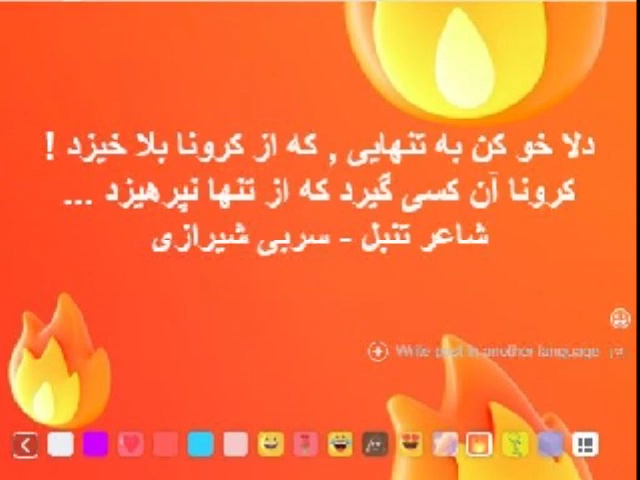 دلا خو کن به تنهایی , که از کرونا بلا خیزد !
کرونا آن کسی گیرد که از تنها نپرهیزد ...
شاعر تنبل - سربی شیرازی
Write post in another language